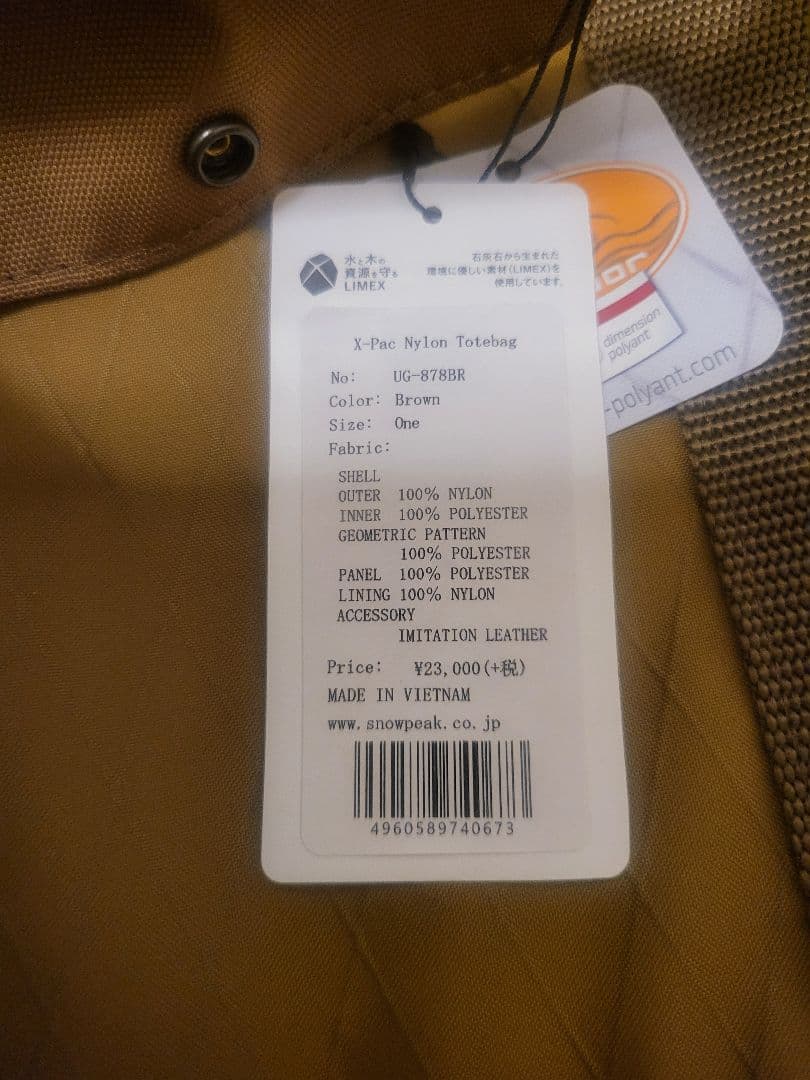 水と木の
資源を守る
LIMEX
石灰石から生まれた
環境に優しい素材(LIMEX)を
使用しています。
X-Pac Nylon Totebag
No: UG-878BR
Color: Brown
Size: One
Fabric:
SHELL
OUTER 100% NYLON
INNER 100% POLYESTER
GEOMETRIC PATTERN
100% POLYESTER
PANEL 100% POLYESTER
LINING 100% NYLON
ACCESSORY
IMITATION LEATHER
Price: ¥23,000(+税)
MADE IN VIETNAM
www.snowpeak.co.jp
4960589740673
dimension
polyant
-polyant.com